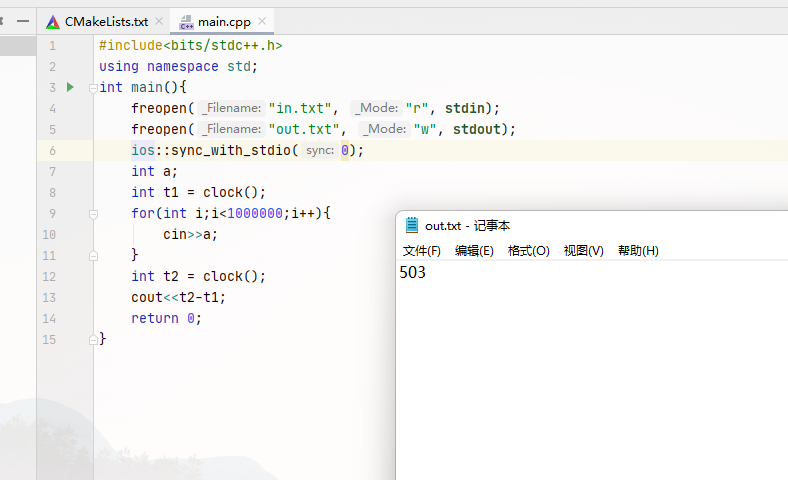 CMakeLists.txt
main.cpp
1 #include<bits/stdc++.h>
2 using namespace std;
3 int main(){
4 freopen( _Filename: "in.txt", _Mode: "r", stdin);
5 freopen( _Filename: "out.txt", _Mode: "w", stdout);
6 ios::sync_with_stdio( sync: 0);
7 int a;
8 int t1 = clock();
9 for(int i;i<1000000;i++){
10 cin>>a;
11 }
12 int t2 = clock();
13 cout<<t2-t1;
14 return 0;
15 }
out.txt - 记事本
文件(F) 编辑(E) 格式(O) 视图(V) 帮助(H)
503